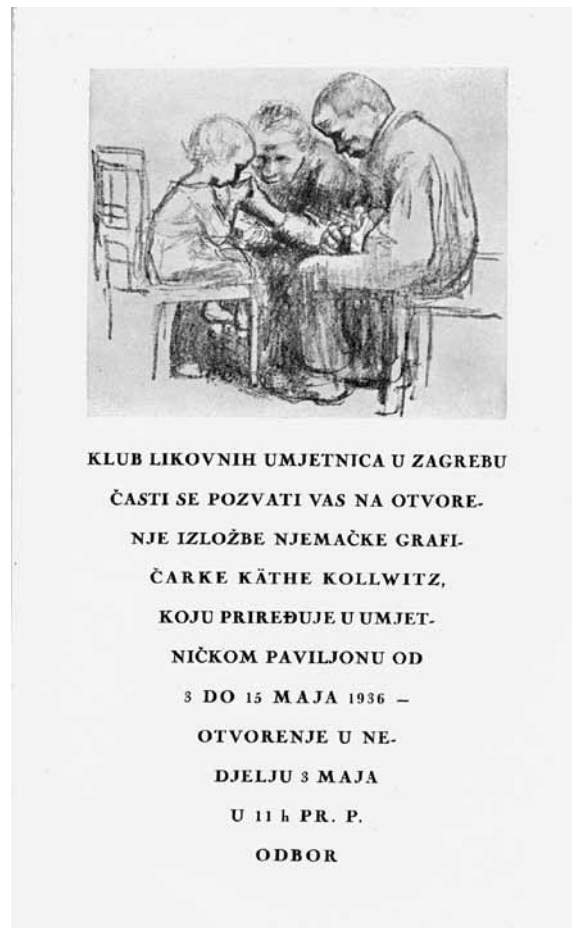 KLUB LIKOVNIH UMJETNICA U ZAGREBU
ČASTI SE POZVATI VAS NA OTVORE-
NJE IZLOŽBE NJEMAČKE GRAFI-
ČARKE KÄTHE KOLLWITZ,
KOJU PRIREĐUJE U UMJET-
NIČKOM PAVILJONU OD
3 DO 15 MAJA 1936 —
OTVORENJE U NE-
DJELJU 3 MAJA
U 11 h PR. P.
ODBOR